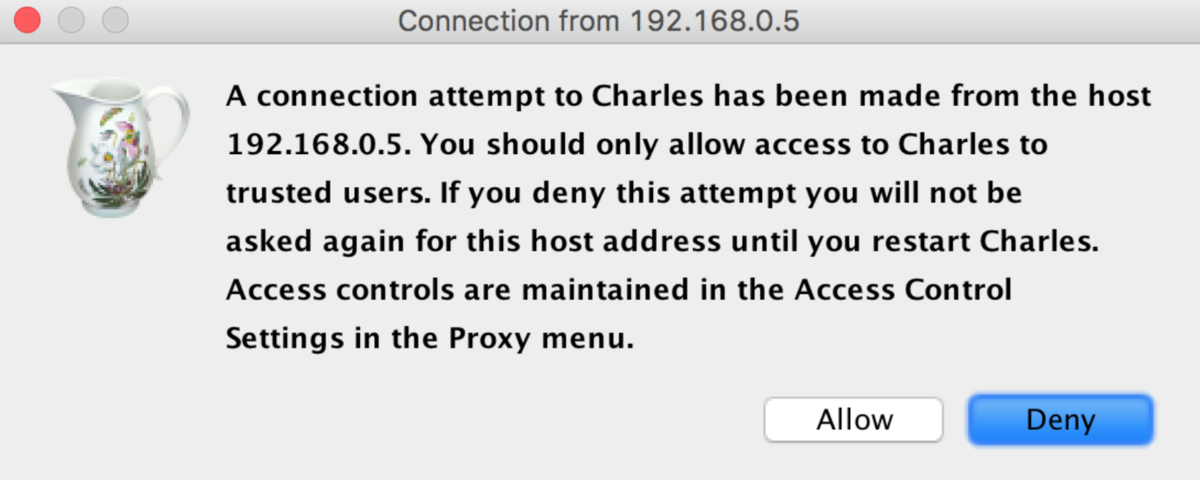 Connection from 192.168.0.5
A connection attempt to Charles has been made from the host
192.168.0.5. You should only allow access to Charles to
trusted users. If you deny this attempt you will not be
asked again for this host address until you restart Charles.
Access controls are maintained in the Access Control
Settings in the Proxy menu.
Allow Deny